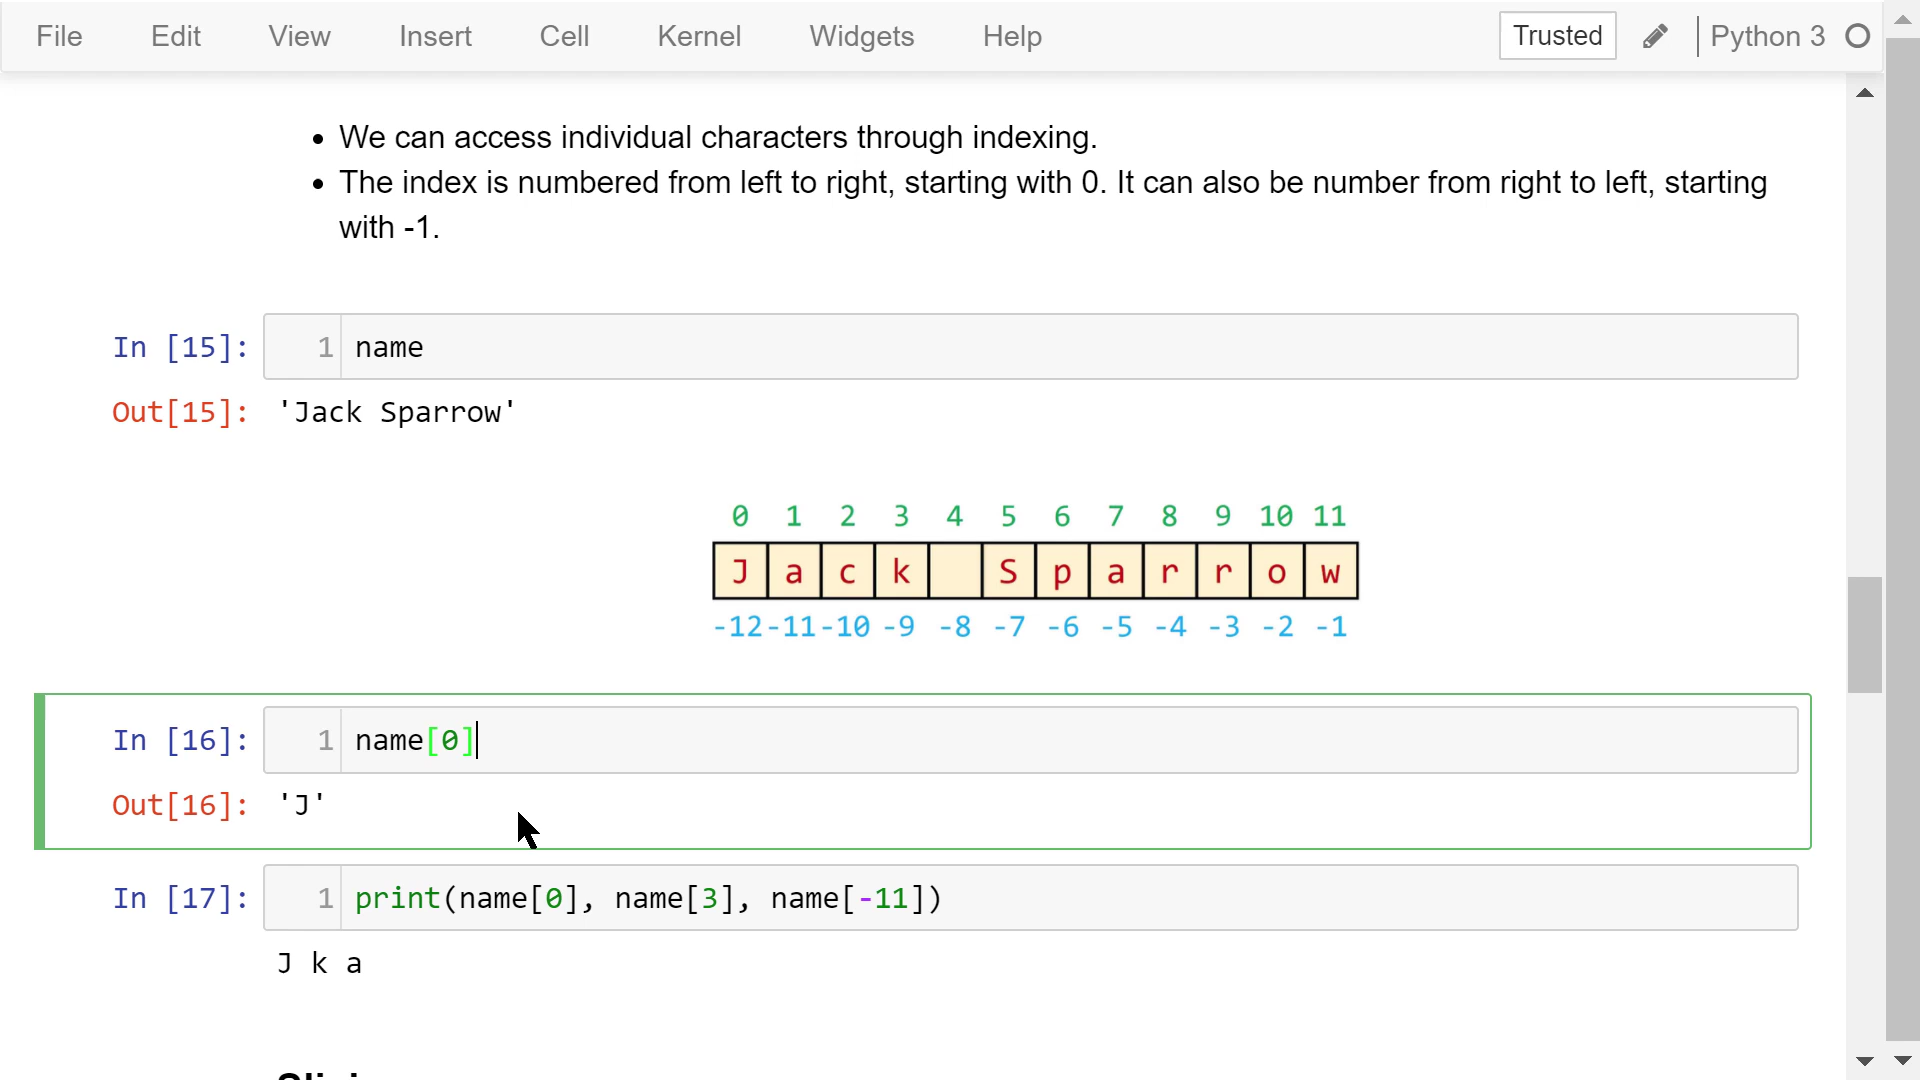 File Edit View Insert Cell Kernel Widgets Help Trusted Python 3
• We can access individual characters through indexing.
• The index is numbered from left to right, starting with 0. It can also be number from right to left, starting
with -1.
In [15]: 1 name
Out[15]: 'Jack Sparrow'
0 1 2 3 4 5 6 7 8 9 10 11
J a c k S p a r r o w
-12 -11 -10 -9 -8 -7 -6 -5 -4 -3 -2 -1
In [16]: 1 name[0]
Out[16]: 'J'
In [17]: 1 print(name[0], name[3], name[-11])
J k a